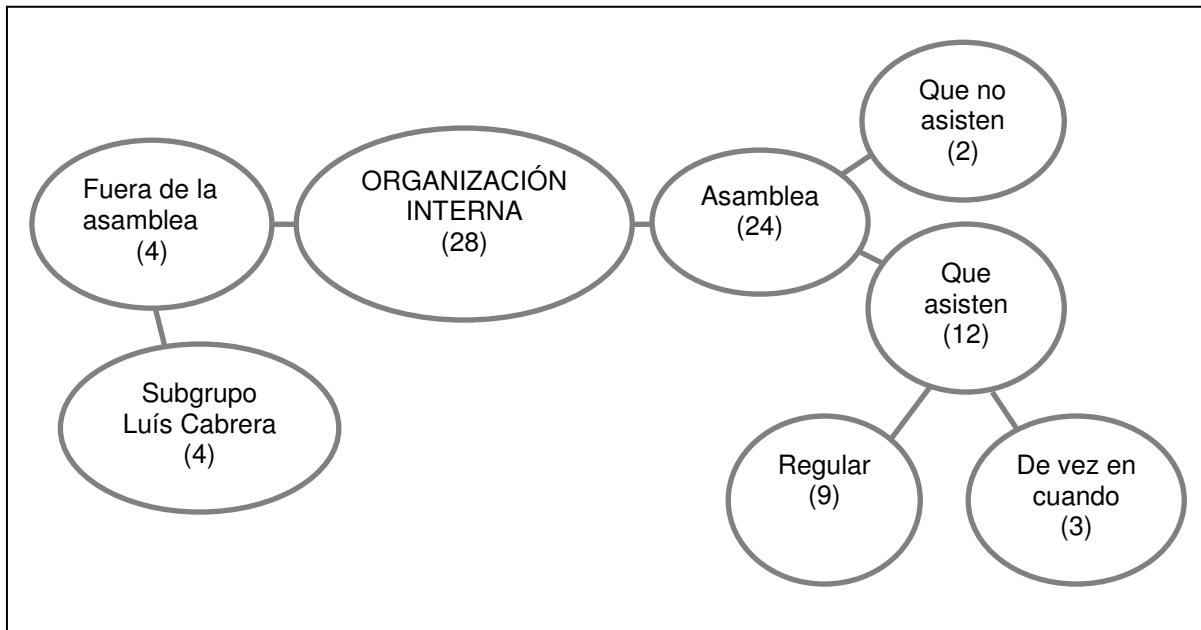 Fuera de la
asamblea
(4)
ORGANIZACIÓN
INTERNA
(28)
Asamblea
(24)
Que no
asisten
(2)
Que
asisten
(12)
Subgrupo
Luís Cabrera
(4)
Regular
(9)
De vez en
cuando
(3)